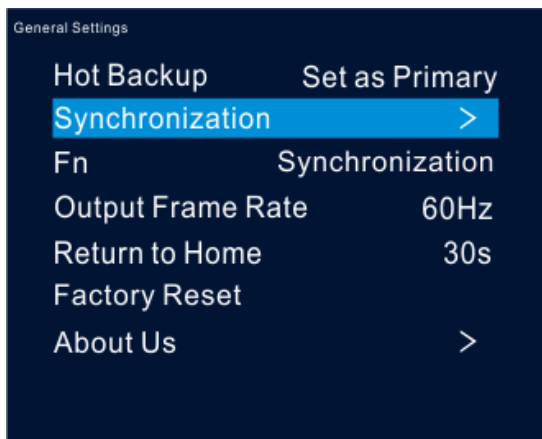 General Settings
Hot Backup Set as Primary
Synchronization >
Fn Synchronization
Output Frame Rate 60Hz
Return to Home 30s
Factory Reset
About Us >